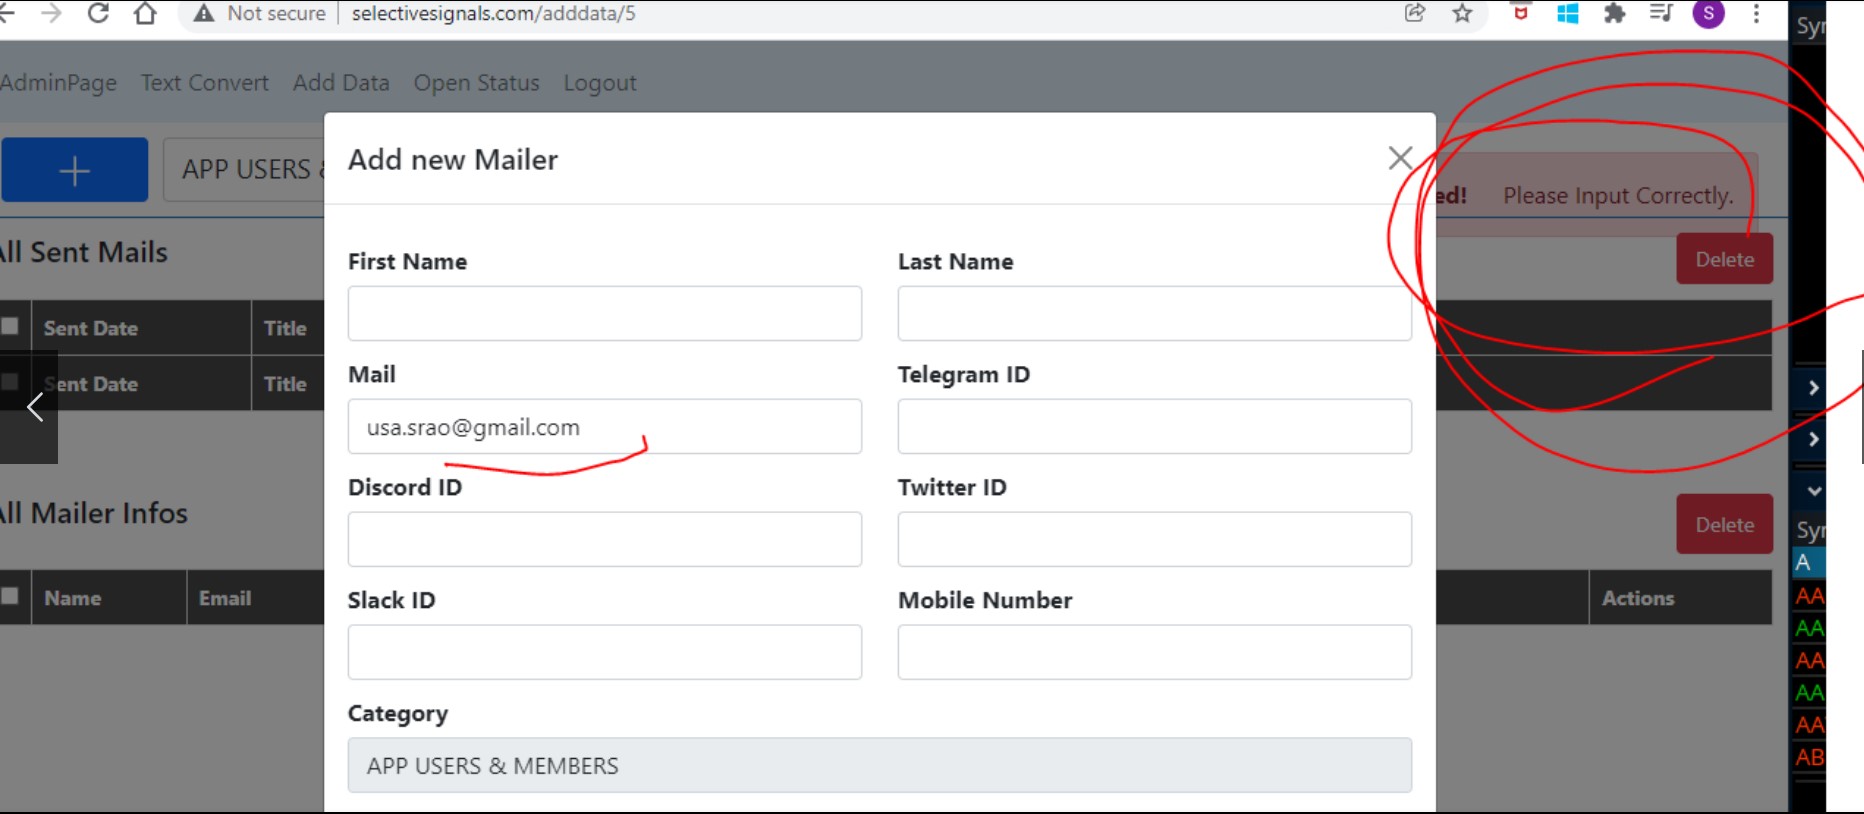 Not secure selectivesignals.com/adddata/5 S
AdminPage Text Convert Add Data Open Status Logout
APP USERS &
Add new Mailer
ed! Please Input Correctly.
All Sent Mails
Delete
Sent Date Title
Sent Date Title
First Name Last Name
Mail Telegram ID
usa.srao@gmail.com
Discord ID Twitter ID
All Mailer Infos
Delete
Name Email Actions
Slack ID Mobile Number
Category
APP USERS & MEMBERS
Syr
Syr
A
AA
AA
AA
AA
AA
AB